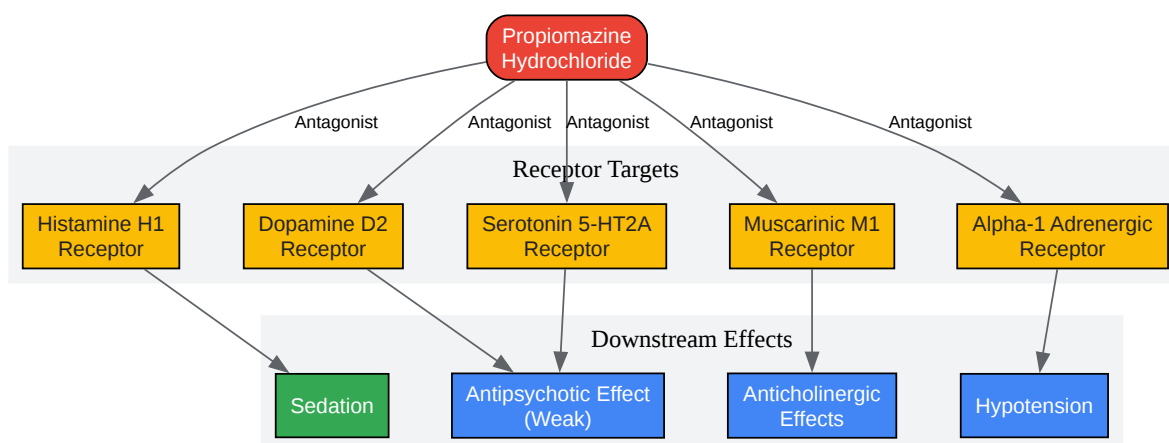 Propiomazine
Hydrochloride
Antagonist
Antagonist
Antagonist
Antagonist
Antagonist
Receptor Targets
Histamine H1
Receptor
Dopamine D2
Receptor
Serotonin 5-HT2A
Receptor
Muscarinic M1
Receptor
Alpha-1 Adrenergic
Receptor
Downstream Effects
Sedation
Antipsychotic Effect
(Weak)
Anticholinergic
Effects
Hypotension